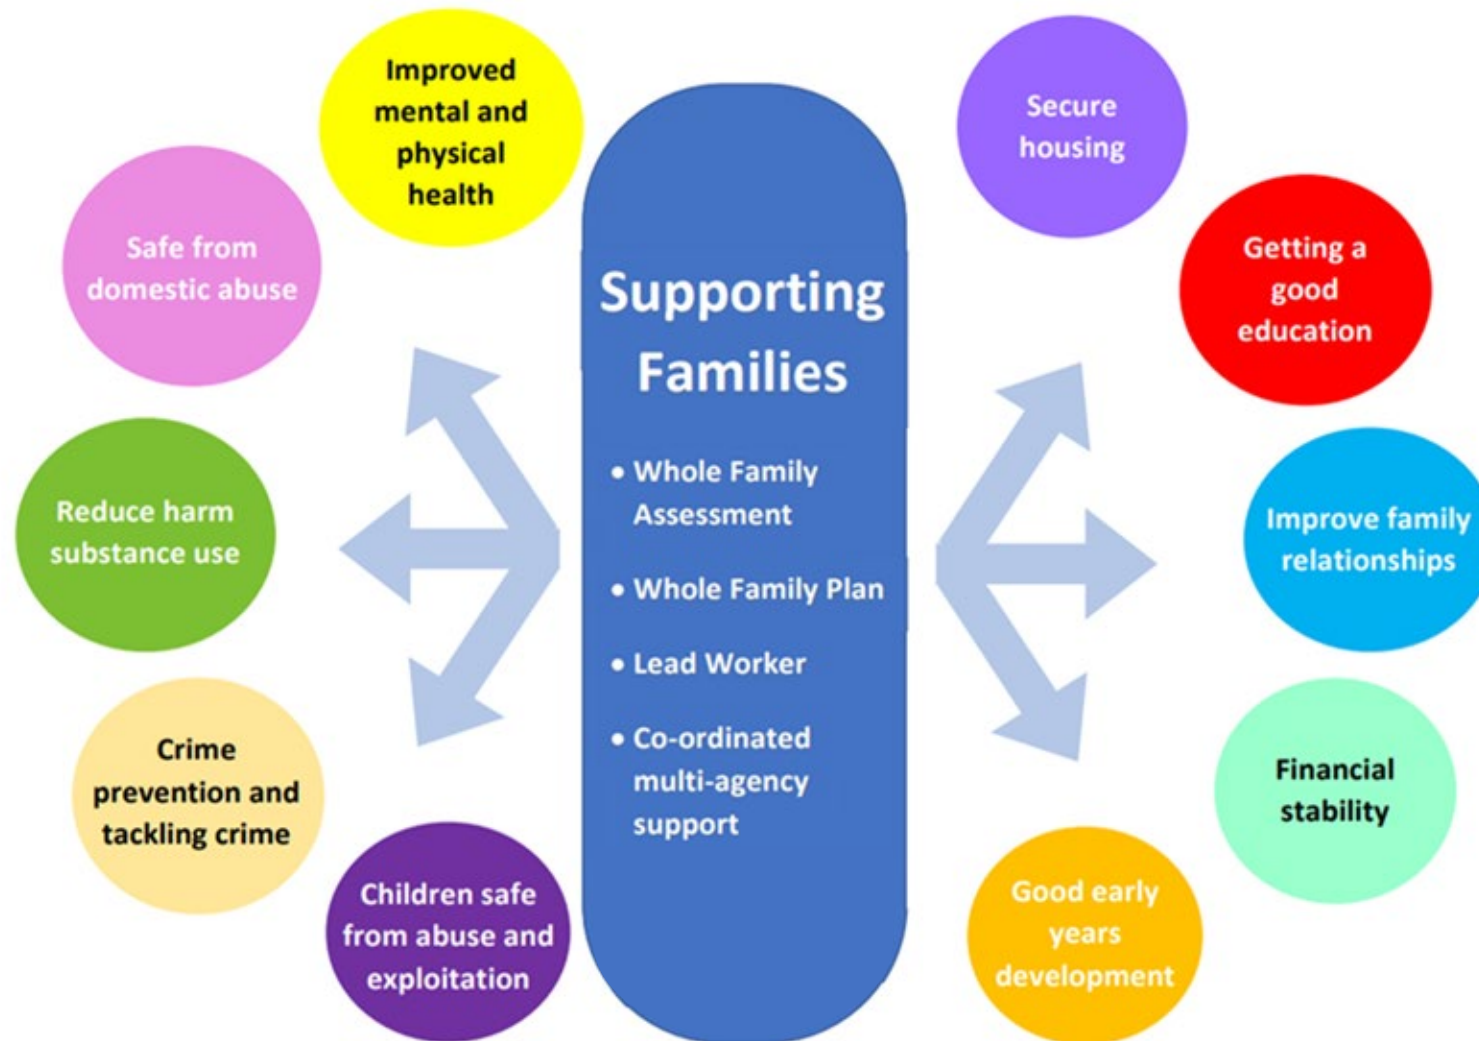 Improved
mental and
physical
health
Safe from
domestic abuse
Reduce harm
substance use
Crime
prevention and
tackling crime
Children safe
from abuse and
exploitation
Supporting
Families
• Whole Family
Assessment
• Whole Family Plan
• Lead Worker
• Co-ordinated
multi-agency
support
Secure
housing
Getting a
good
education
Improve family
relationships
Financial
stability
Good early
years
development